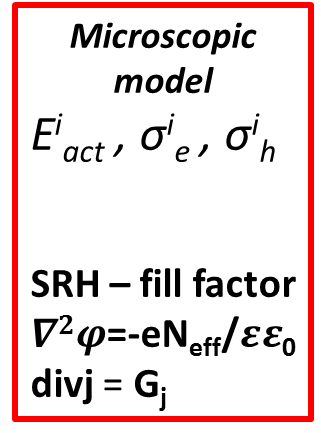 Microscopic
model
Eⁱact , σⁱe , σⁱh
SRH – fill factor
∇²φ=-eNeff/εε₀
divj = Gj